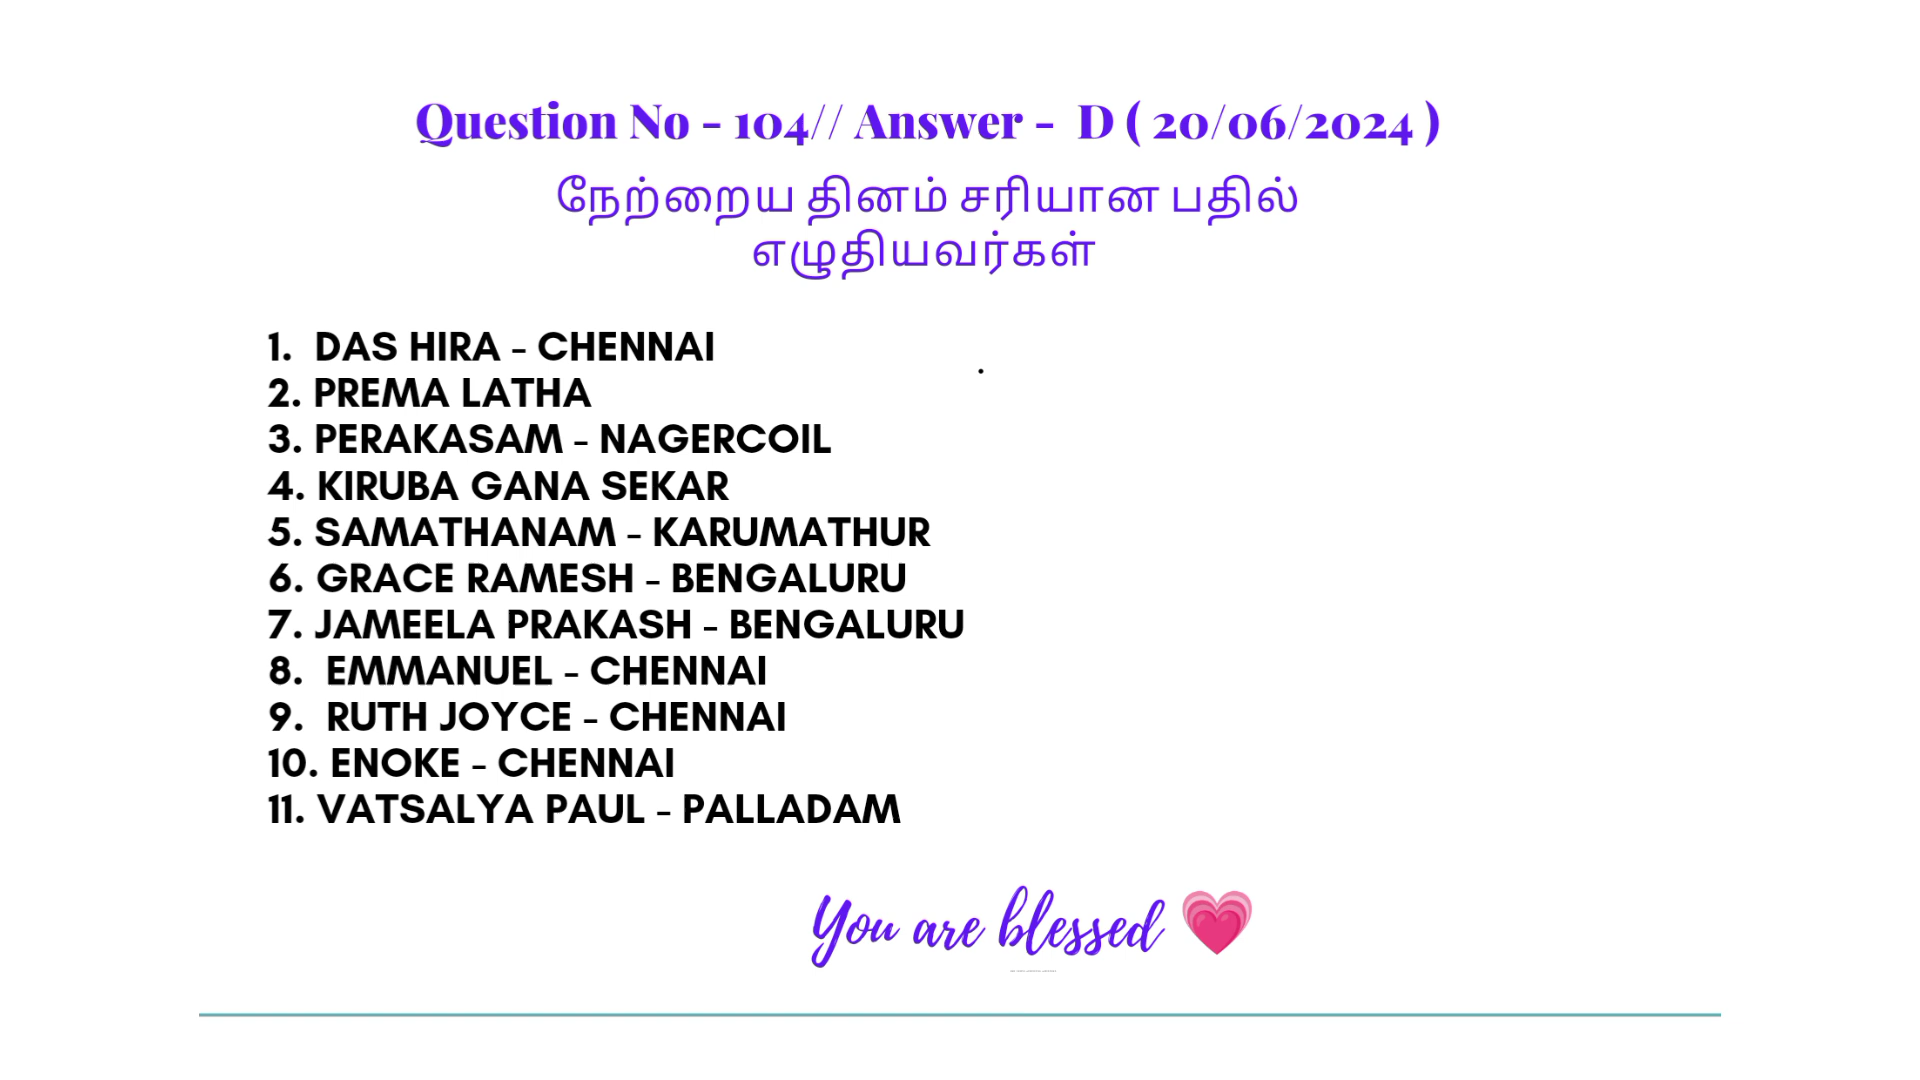 Question No - 104// Answer - D ( 20/06/2024 )
நேற்றைய தினம் சரியான பதில்
எழுதியவர்கள்
1. DAS HIRA - CHENNAI
2. PREMA LATHA
3. PERAKASAM - NAGERCOIL
4. KIRUBA GANA SEKAR
5. SAMATHANAM - KARUMATHUR
6. GRACE RAMESH - BENGALURU
7. JAMEELA PRAKASH - BENGALURU
8. EMMANUEL - CHENNAI
9. RUTH JOYCE - CHENNAI
10. ENOKE - CHENNAI
11. VATSALYA PAUL - PALLADAM
You are blessed 💗